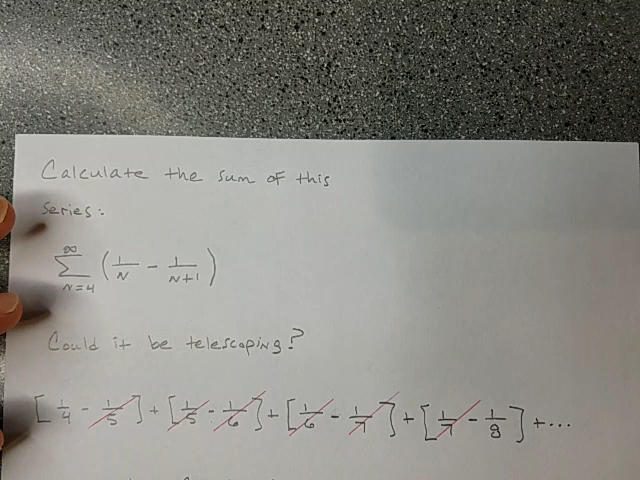 Calculate the sum of this
series:
∞
∑ (1/N - 1/N+1)
N=4
Could it be telescoping?
[1/4 - 1/5] + [1/5 - 1/6] + [1/6 - 1/7] + [1/7 - 1/8] + ...